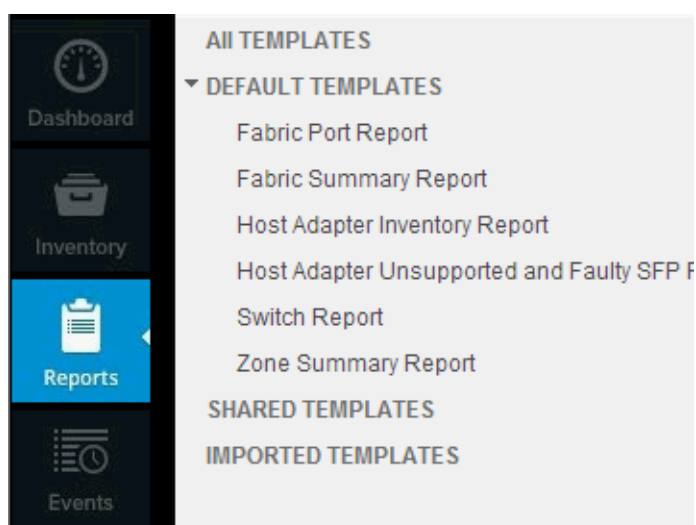 All TEMPLATES
DEFAULT TEMPLATES
Fabric Port Report
Fabric Summary Report
Host Adapter Inventory Report
Host Adapter Unsupported and Faulty SFP
Switch Report
Zone Summary Report
SHARED TEMPLATES
IMPORTED TEMPLATES
Dashboard
Inventory
Reports
Events